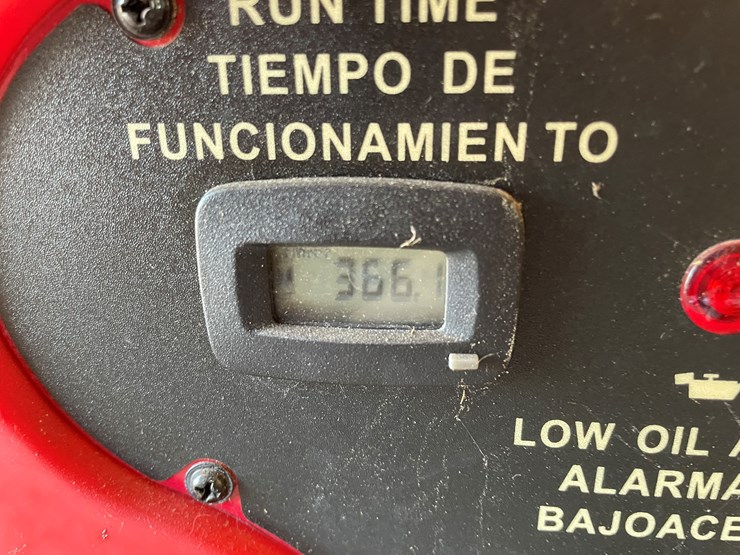 RUN TIME
TIEMPO DE
FUNCIONAMIEN TO
366.1
LOW OIL
ALARMA
BAJOACE